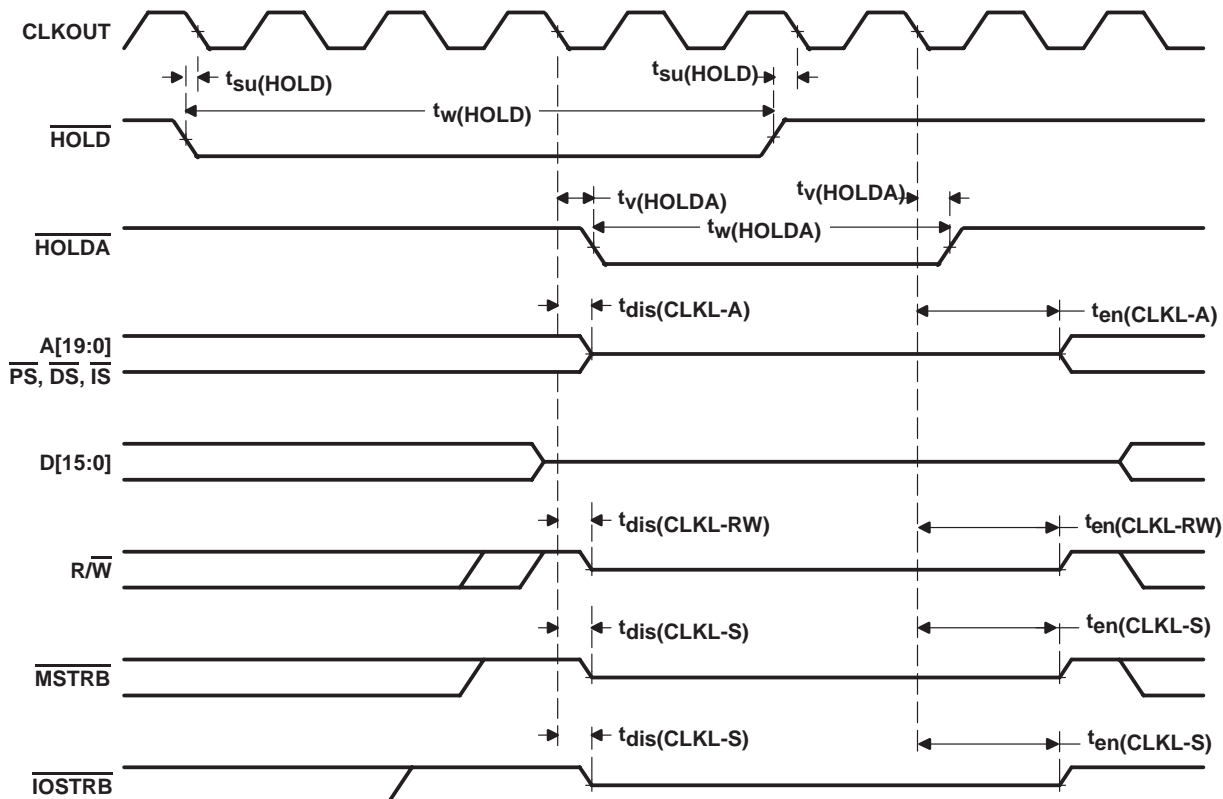 CLKOUT
tsu(HOLD)
tsu(HOLD)
tw(HOLD)
HOLD
tv(HOLDA)
tv(HOLDA)
tw(HOLDA)
HOLDA
tdis(CLKL-A)
ten(CLKL-A)
A[19:0]
PS, DS, IS
D[15:0]
tdis(CLKL-RW)
ten(CLKL-RW)
R/W
tdis(CLKL-S)
ten(CLKL-S)
MSTRB
tdis(CLKL-S)
ten(CLKL-S)
IOSTRB